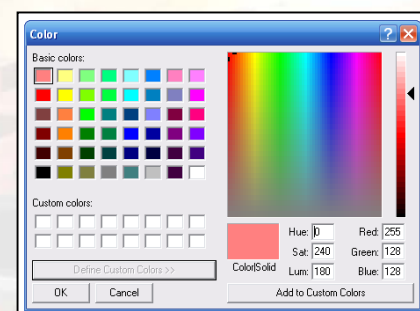 Color
Basic colors:
Custom colors:
Define Custom Colors >>
OK Cancel
Color|Solid
Hue: 0 Red: 255
Sat: 240 Green: 128
Lum: 180 Blue: 128
Add to Custom Colors